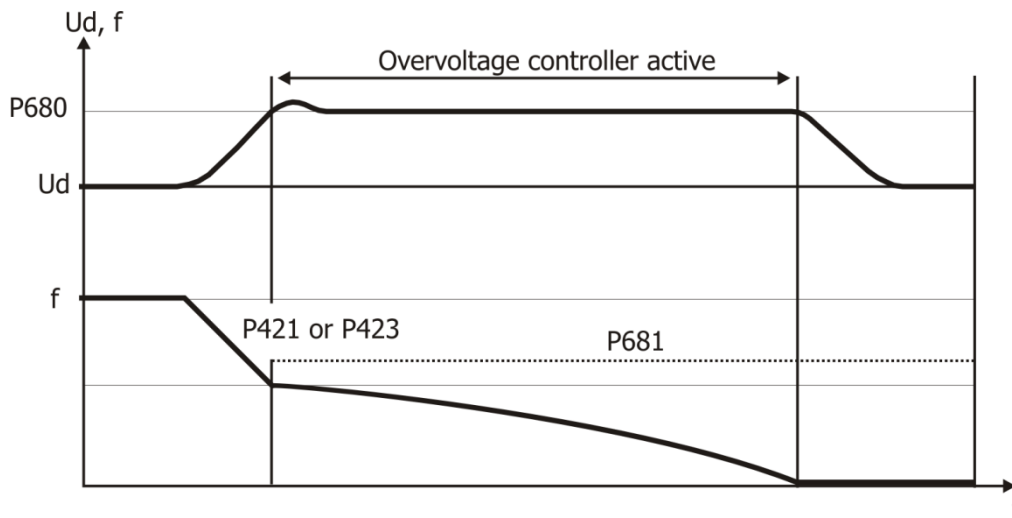 Ud, f
Overvoltage controller active
P680
Ud
f
P421 or P423
P681